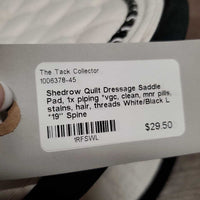 The Tack Collector
1006378-45
Shedrow Quilt Dressage Saddle
Pad, 1x piping *vgc, clean, mnr pills,
stains, hair, threads White/Black L
*19" Spine
$29.50
1RFSWL